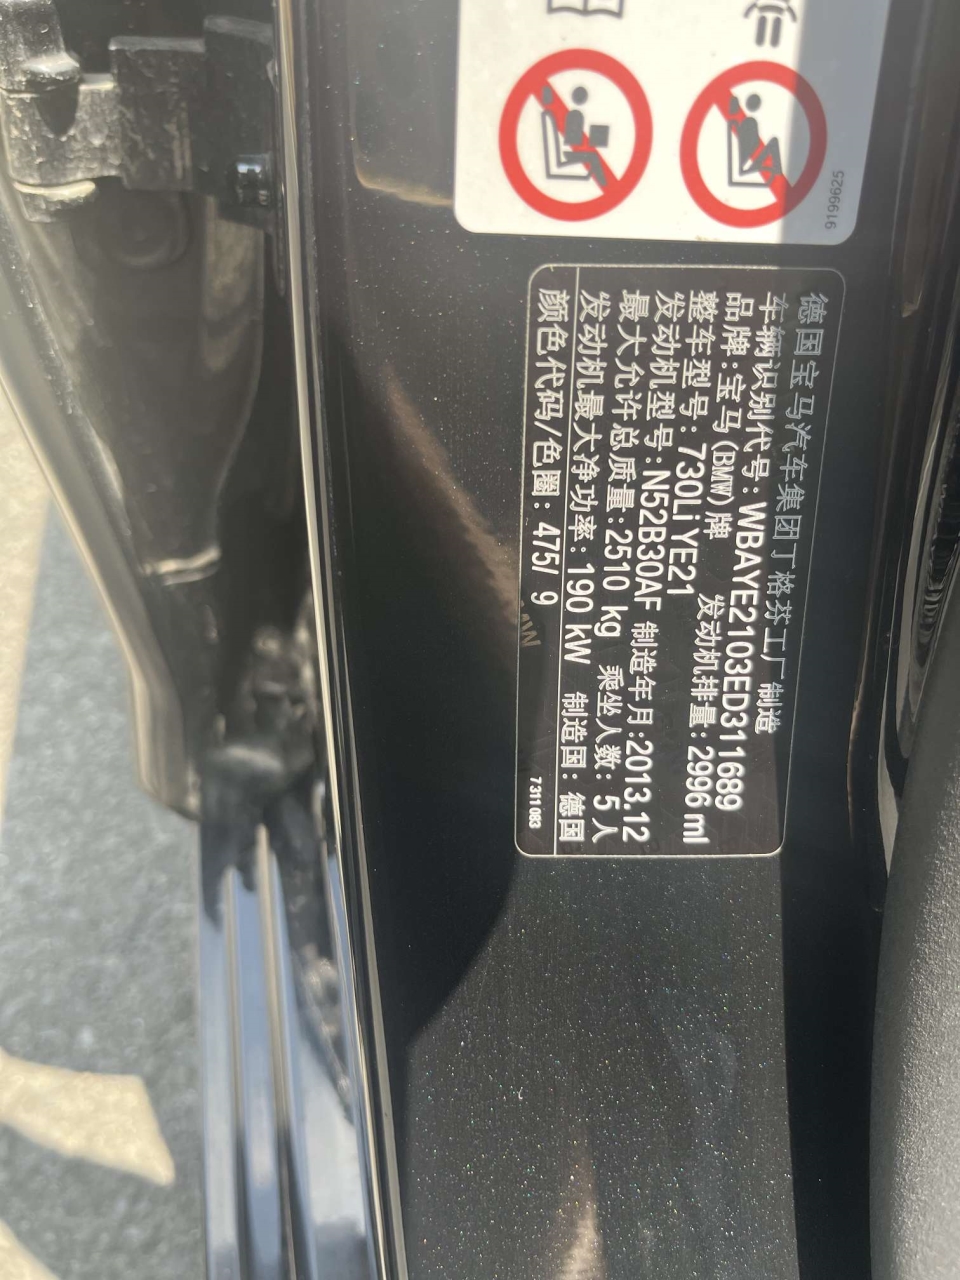 9199625
德国宝马汽车集团丁格芬工厂制造
车辆识别代号:WBAYE2103ED311689
品牌:宝马(BMW)牌 发动机排量:2996 ml
整车型号:730Li YE21
发动机型号:N52B30AF 制造年月:2013.12
最大允许总质量:2510 kg 乘坐人数:5人
发动机最大净功率:190 kW 制造国:德国
颜色代码/色圈:475/ 9
7311083